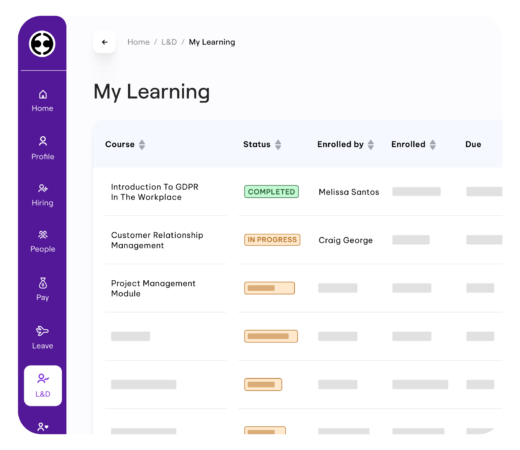 Home / L&D / My Learning
My Learning
Home
Profile
Hiring
People
Pay
Leave
L&D
Course Status Enrolled by Enrolled Due
Introduction To GDPR
In The Workplace
COMPLETED Melissa Santos
Customer Relationship
Management
IN PROGRESS Craig George
Project Management
Module